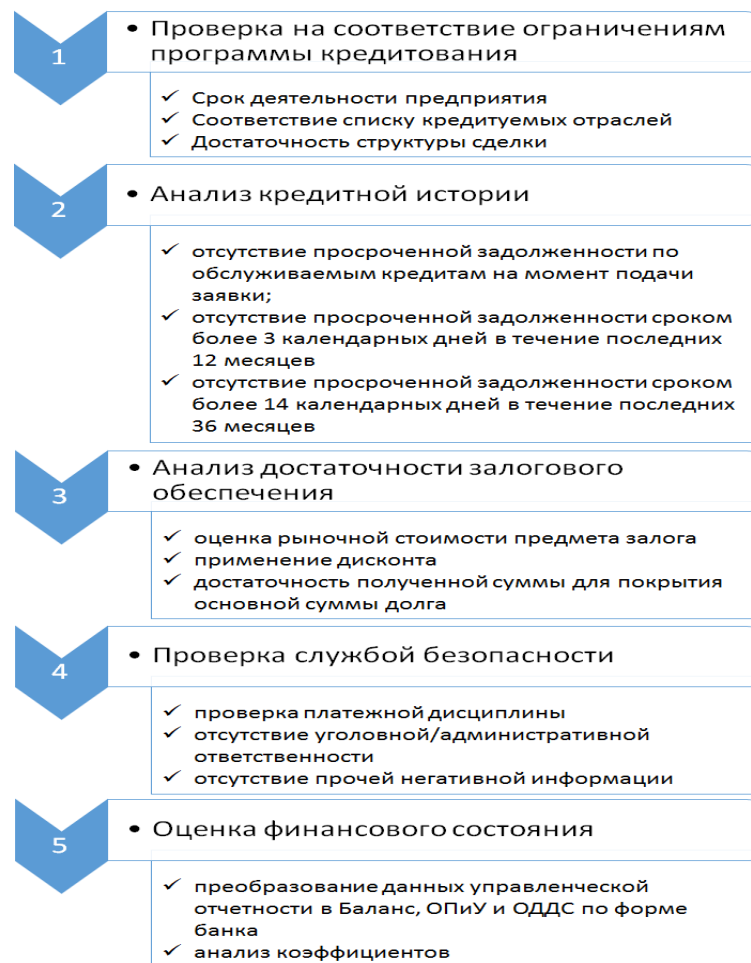 1
• Проверка на соответствие ограничениям
программы кредитования
✓ Срок деятельности предприятия
✓ Соответствие списку кредитуемых отраслей
✓ Достаточность структуры сделки
2
• Анализ кредитной истории
✓ отсутствие просроченной задолженности по
обслуживаемым кредитам на момент подачи
заявки;
✓ отсутствие просроченной задолженности сроком
более 3 календарных дней в течение последних
12 месяцев
✓ отсутствие просроченной задолженности сроком
более 14 календарных дней в течение последних
36 месяцев
3
• Анализ достаточности залогового
обеспечения
✓ оценка рыночной стоимости предмета залога
✓ применение дисконта
✓ достаточность полученной суммы для покрытия
основной суммы долга
4
• Проверка службой безопасности
✓ проверка платежной дисциплины
✓ отсутствие уголовной/административной
ответственности
✓ отсутствие прочей негативной информации
5
• Оценка финансового состояния
✓ преобразование данных управленческой
отчетности в Баланс, ОПиУ и ОДДС по форме
банка
✓ анализ коэффициентов